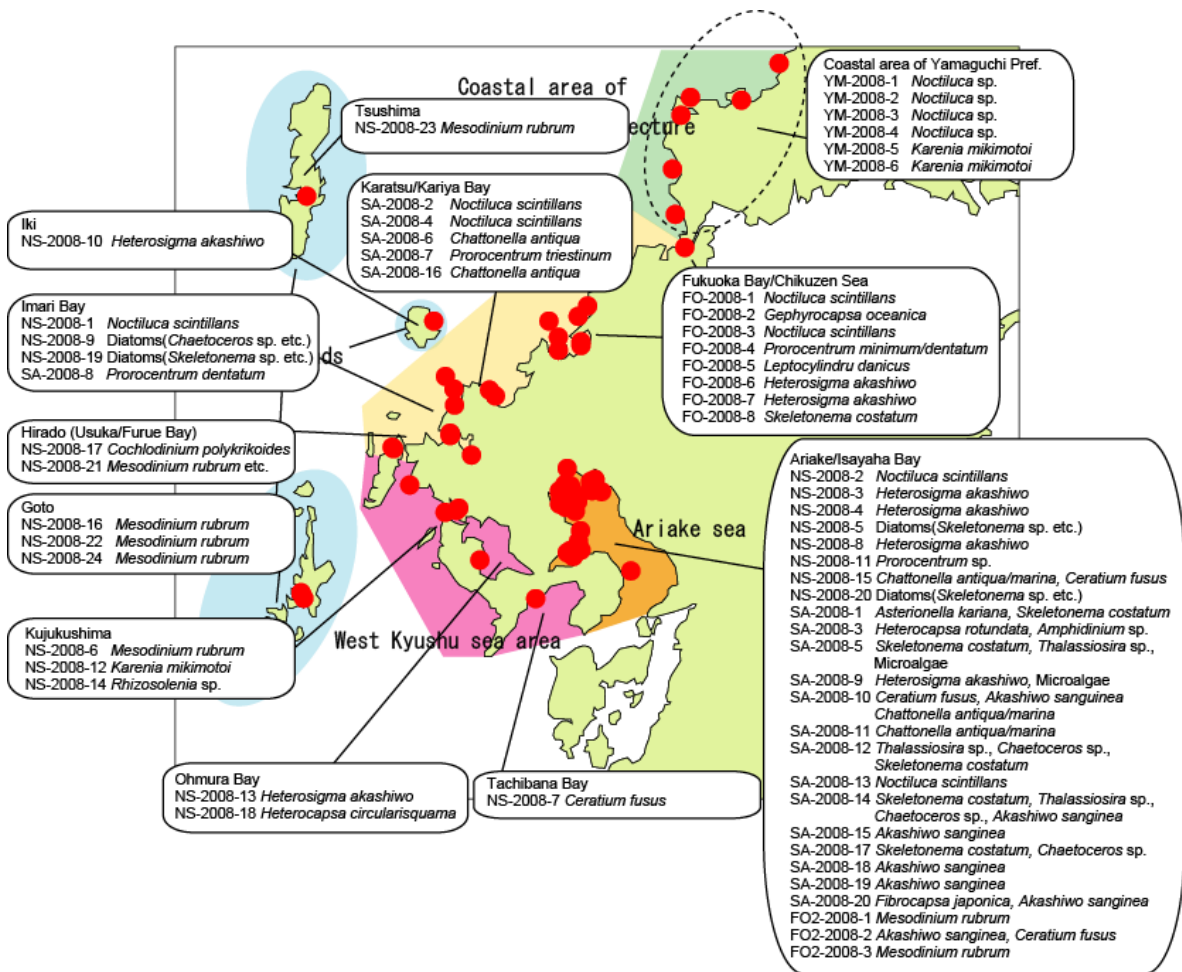 Coastal area of
ecture
Coastal area of Yamaguchi Pref.
YM-2008-1 Noctiluca sp.
YM-2008-2 Noctiluca sp.
YM-2008-3 Noctiluca sp.
YM-2008-4 Noctiluca sp.
YM-2008-5 Karenia mikimotoi
YM-2008-6 Karenia mikimotoi
Tsushima
NS-2008-23 Mesodinium rubrum
Karatsu/Kariya Bay
SA-2008-2 Noctiluca scintillans
SA-2008-4 Noctiluca scintillans
SA-2008-6 Chattonella antiqua
SA-2008-7 Prorocentrum triestinum
SA-2008-16 Chattonella antiqua
Iki
NS-2008-10 Heterosigma akashiwo
Imari Bay
NS-2008-1 Noctiluca scintillans
NS-2008-9 Diatoms(Chaetoceros sp. etc.)
NS-2008-19 Diatoms(Skeletonema sp. etc.)
SA-2008-8 Prorocentrum dentatum
ds
Fukuoka Bay/Chikuzen Sea
FO-2008-1 Noctiluca scintillans
FO-2008-2 Gephyrocapsa oceanica
FO-2008-3 Noctiluca scintillans
FO-2008-4 Prorocentrum minimum/dentatum
FO-2008-5 Leptocylindru danicus
FO-2008-6 Heterosigma akashiwo
FO-2008-7 Heterosigma akashiwo
FO-2008-8 Skeletonema costatum
Hirado (Usuka/Furue Bay)
NS-2008-17 Cochlodinium polykrikoides
NS-2008-21 Mesodinium rubrum etc.
Goto
NS-2008-16 Mesodinium rubrum
NS-2008-22 Mesodinium rubrum
NS-2008-24 Mesodinium rubrum
Ariake sea
Kujukushima
NS-2008-6 Mesodinium rubrum
NS-2008-12 Karenia mikimotoi
NS-2008-14 Rhizosolenia sp.
West Kyushu sea area
Ohmura Bay
NS-2008-13 Heterosigma akashiwo
NS-2008-18 Heterocapsa circularisquama
Tachibana Bay
NS-2008-7 Ceratium fusus
Ariake/Isayaha Bay
NS-2008-2 Noctiluca scintillans
NS-2008-3 Heterosigma akashiwo
NS-2008-4 Heterosigma akashiwo
NS-2008-5 Diatoms(Skeletonema sp. etc.)
NS-2008-8 Heterosigma akashiwo
NS-2008-11 Prorocentrum sp.
NS-2008-15 Chattonella antiqua/marina, Ceratium fusus
NS-2008-20 Diatoms(Skeletonema sp. etc.)
SA-2008-1 Asterionella kariana, Skeletonema costatum
SA-2008-3 Heterocapsa rotundata, Amphidinium sp.
SA-2008-5 Skeletonema costatum, Thalassiosira sp.,
Microalgae
SA-2008-9 Heterosigma akashiwo, Microalgae
SA-2008-10 Ceratium fusus, Akashiwo sanguinea
Chattonella antiqua/marina
SA-2008-11 Chattonella antiqua/marina
SA-2008-12 Thalassiosira sp., Chaetoceros sp.,
Skeletonema costatum
SA-2008-13 Noctiluca scintillans
SA-2008-14 Skeletonema costatum, Thalassiosira sp.,
Chaetoceros sp., Akashiwo sanginea
SA-2008-15 Akashiwo sanginea
SA-2008-17 Skeletonema costatum, Chaetoceros sp.
SA-2008-18 Akashiwo sanginea
SA-2008-19 Akashiwo sanginea
SA-2008-20 Fibrocapsa japonica, Akashiwo sanginea
FO2-2008-1 Mesodinium rubrum
FO2-2008-2 Akashiwo sanginea, Ceratium fusus
FO2-2008-3 Mesodinium rubrum